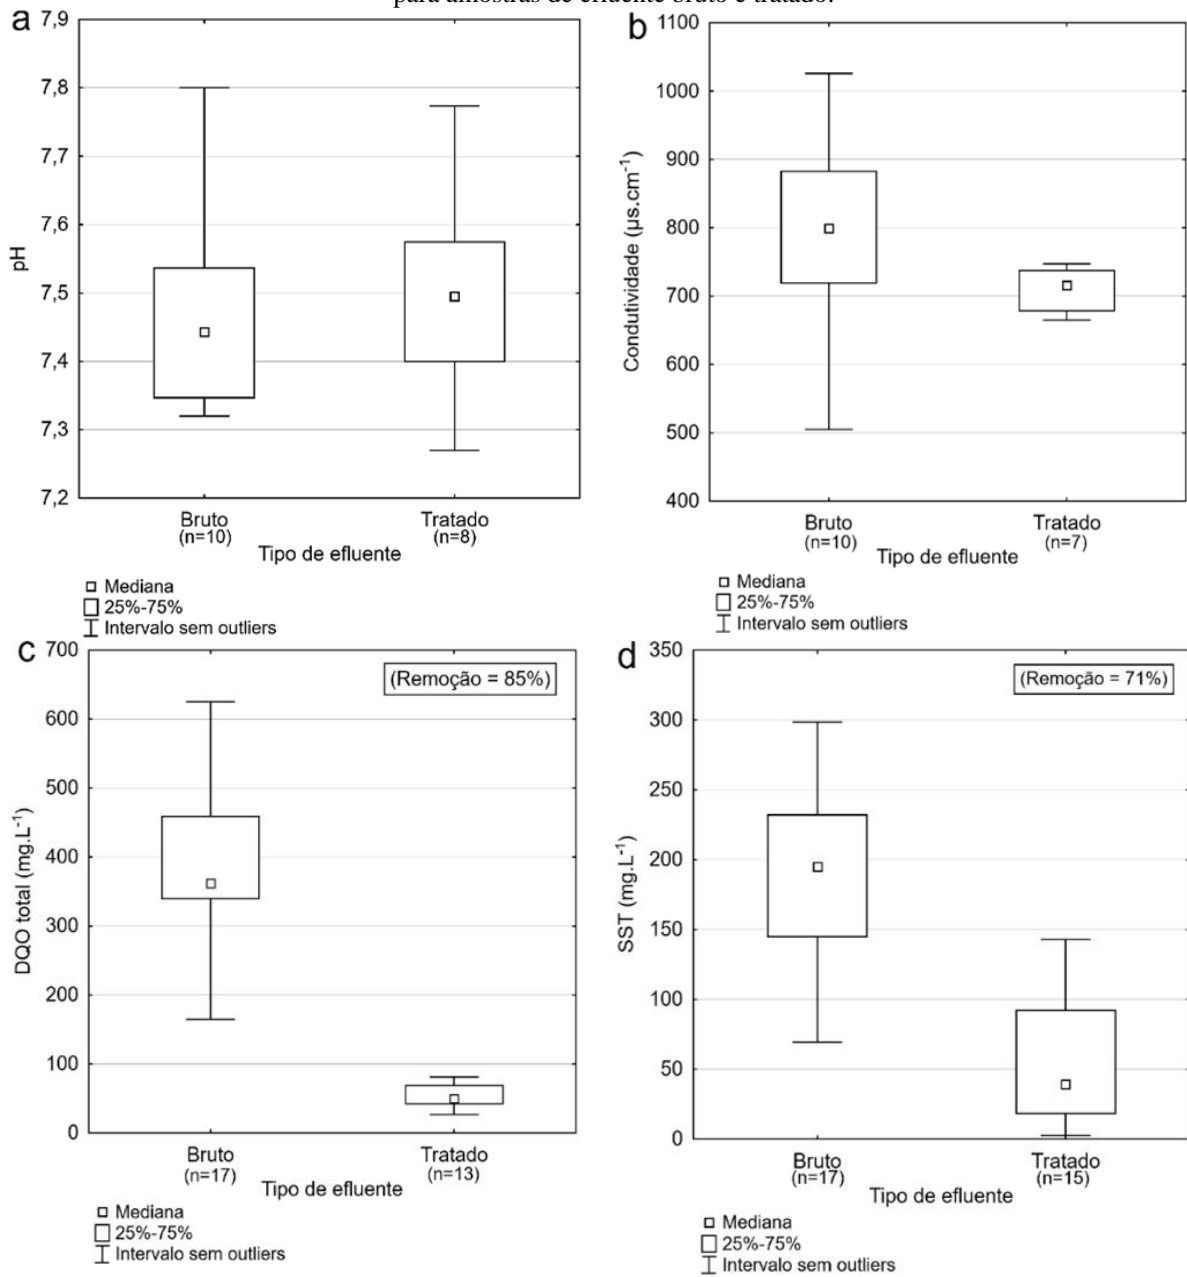 para amostras de efluente bruto e tratado.
a
7,9
7,8
7,7
7,6
7,5
7,4
7,3
7,2
pH
Bruto
(n=10)
Tratado
(n=8)
Tipo de efluente
Mediana
25%-75%
Intervalo sem outliers
b
1100
1000
900
800
700
600
500
400
Condutividade (µs.cm⁻¹)
Bruto
(n=10)
Tratado
(n=7)
Tipo de efluente
Mediana
25%-75%
Intervalo sem outliers
c
700
600
500
400
300
200
100
0
DQO total (mg.L⁻¹)
(Remoção = 85%)
Bruto
(n=17)
Tratado
(n=13)
Tipo de efluente
Mediana
25%-75%
Intervalo sem outliers
d
350
300
250
200
150
100
50
0
SST (mg.L⁻¹)
(Remoção = 71%)
Bruto
(n=17)
Tratado
(n=15)
Tipo de efluente
Mediana
25%-75%
Intervalo sem outliers